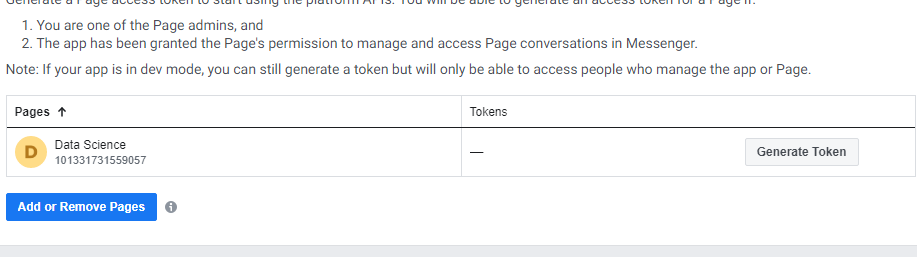 Generate a Page access token to start using the platform APIs. You will be able to generate an access token for a Page if:
1. You are one of the Page admins, and
2. The app has been granted the Page's permission to manage and access Page conversations in Messenger.
Note: If your app is in dev mode, you can still generate a token but will only be able to access people who manage the app or Page.
Pages ↑ Tokens
D
Data Science
101331731559057
— Generate Token
Add or Remove Pages